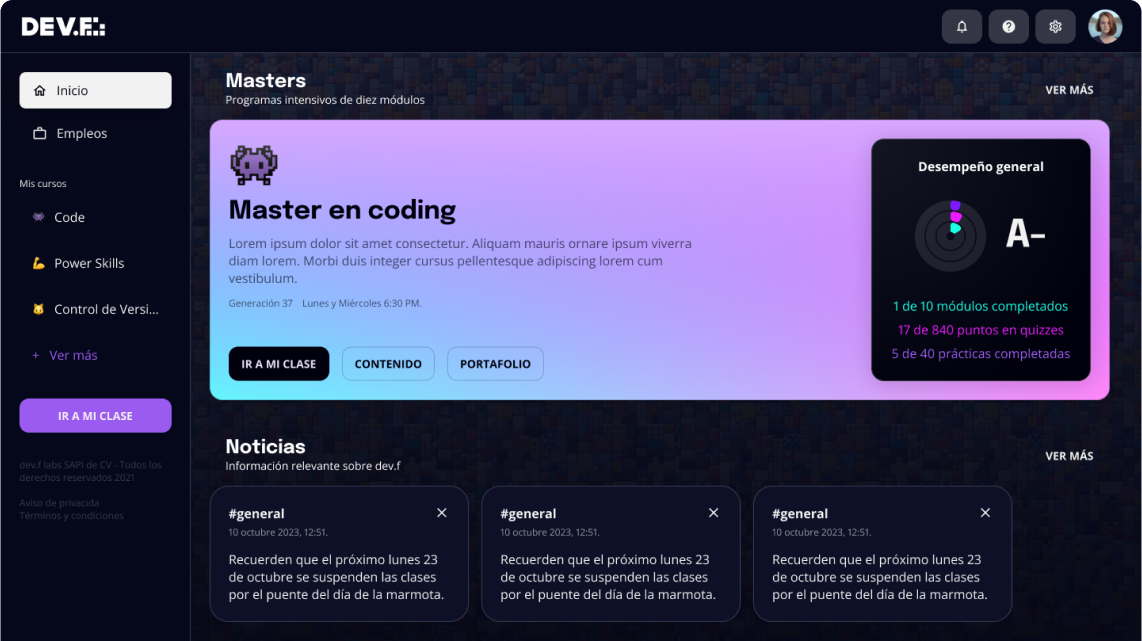 DEV.F.:
Inicio
Empleos
Mis cursos
Code
Power Skills
Control de Versi...
+ Ver más
IR A MI CLASE
dev.f labs SAPI de CV - Todos los
derechos reservados 2021
Aviso de privacida
Términos y condiciones
Masters
Programas intensivos de diez módulos
VER MÁS
Master en coding
Lorem ipsum dolor sit amet consectetur. Aliquam mauris ornare ipsum viverra
diam lorem. Morbi duis integer cursus pellentesque adipiscing lorem cum
vestibulum.
Generación 37 Lunes y Miércoles 6:30 PM.
IR A MI CLASE
CONTENIDO
PORTAFOLIO
Desempeño general
A-
1 de 10 módulos completados
17 de 840 puntos en quizzes
5 de 40 prácticas completadas
Noticias
Información relevante sobre dev.f
VER MÁS
#general
10 octubre 2023, 12:51.
Recuerden que el próximo lunes 23
de octubre se suspenden las clases
por el puente del día de la marmota.
#general
10 octubre 2023, 12:51.
Recuerden que el próximo lunes 23
de octubre se suspenden las clases
por el puente del día de la marmota.
#general
10 octubre 2023, 12:51.
Recuerden que el próximo lunes 23
de octubre se suspenden las clases
por el puente del día de la marmota.